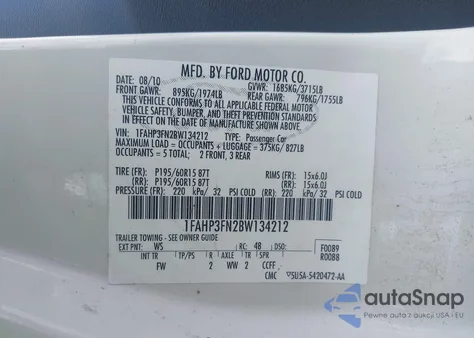 MFD. BY FORD MOTOR CO.
DATE: 08/10 GVWR: 1685KG/3715LB
FRONT GAWR: 895KG/1974LB REAR GAWR: 796KG/1755LB
THIS VEHICLE CONFORMS TO ALL APPLICABLE FEDERAL MOTOR
VEHICLE SAFETY, BUMPER, AND THEFT PREVENTION STANDARDS
IN EFFECT ON THE DATE OF MANUFACTURE SHOWN ABOVE.
VIN: 1FAHP3FN2BW134212 TYPE: Passenger Car
MAXIMUM LOAD = OCCUPANTS + LUGGAGE = 375KG/827LB
OCCUPANTS = 5 TOTAL; 2 FRONT, 3 REAR
TIRE (FR): P195/60R15 87T RIMS (FR): 15x6.0J
(RR): P195/60R15 87T (RR): 15x6.0J
PRESSURE (FR): 220 kPa/ 32 PSI COLD (RR): 220 kPa/ 32 PSI COLD
1FAHP3FN2BW134212
TRAILER TOWING - SEE OWNER GUIDE
EXT PNT: WS RC: 48 DSO: F0089
R0088
INT TR TP/PS R AXLE TR SPR
FW 2 WW 2 CCFF
CMC 5U5A-5420472-AA
autoSnap
Pewne auta z USA i EU